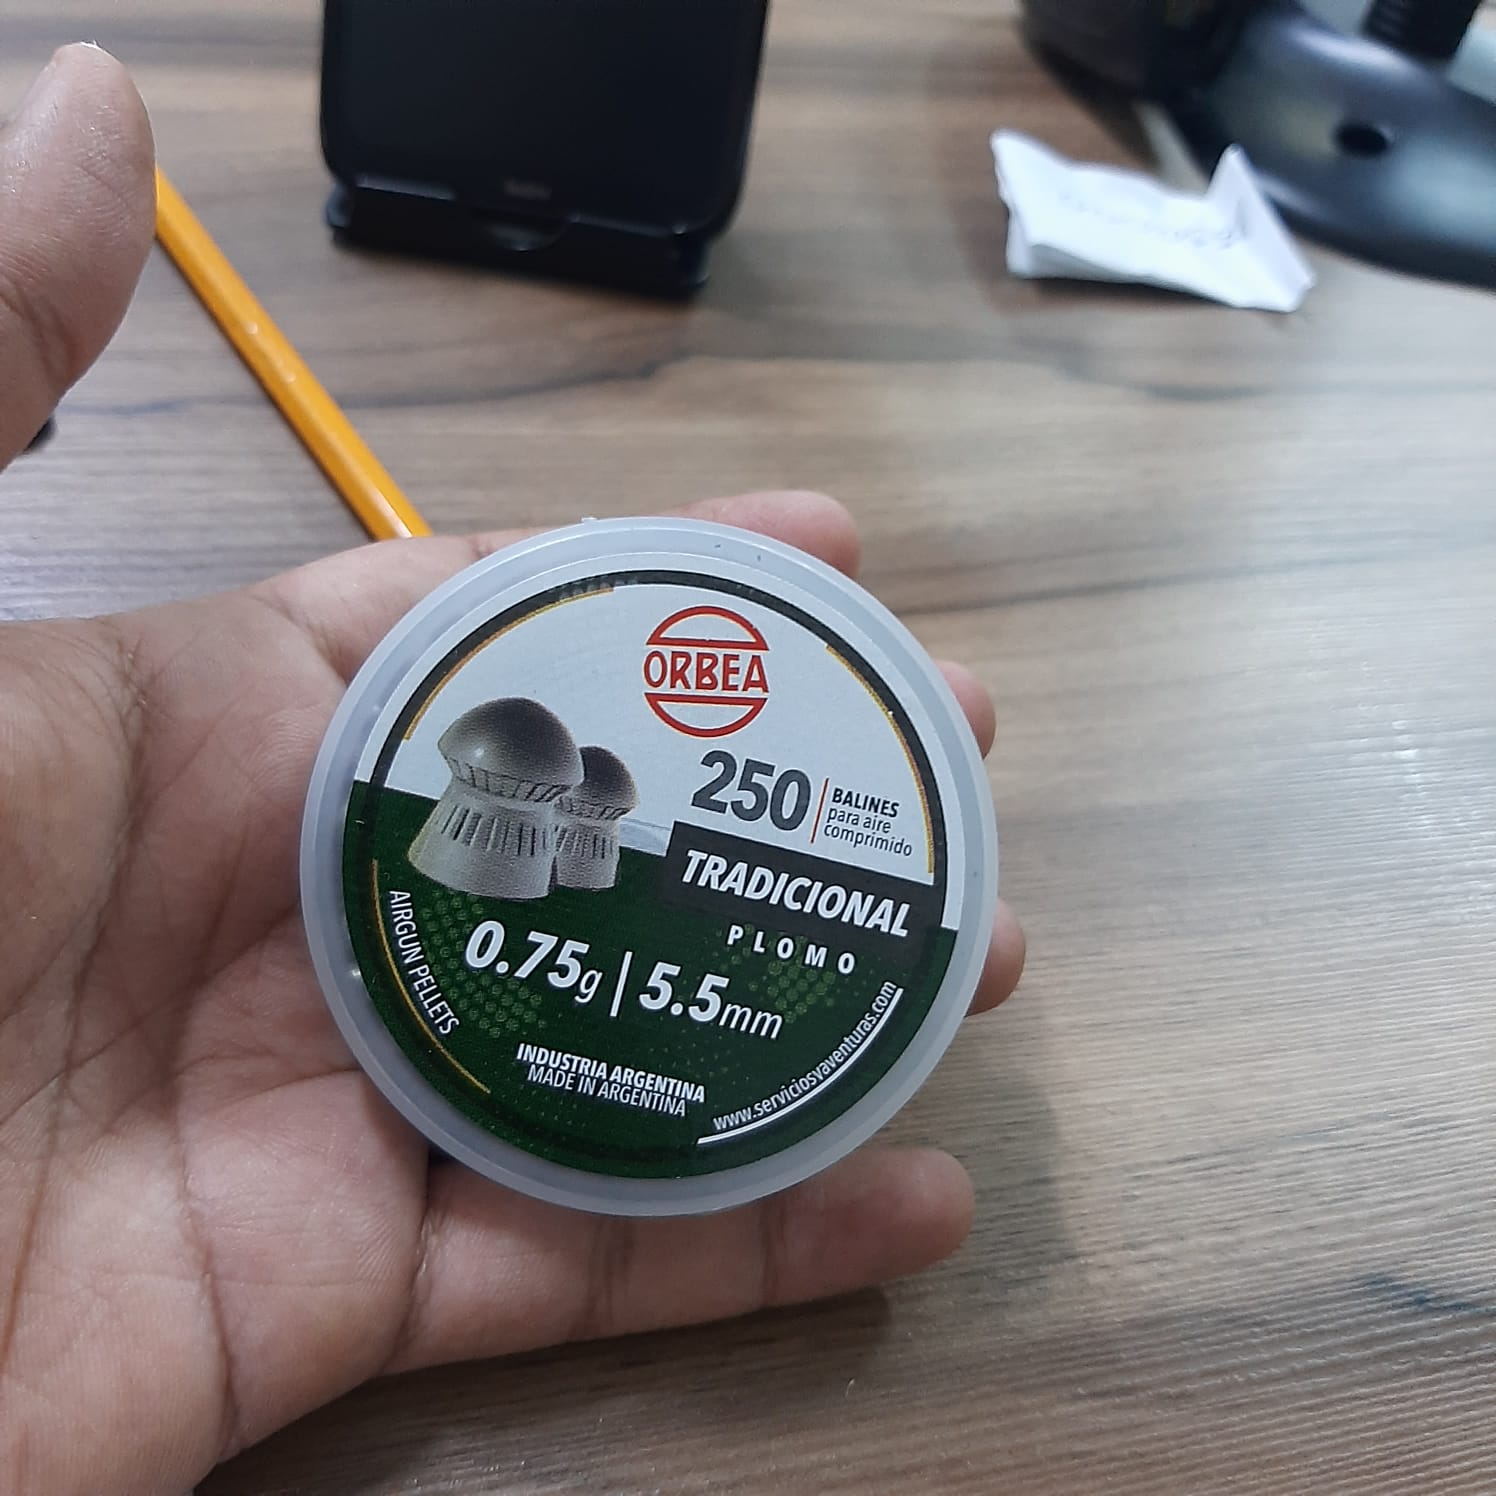 ORBEA
250
BALINES
para aire
comprimido
TRADICIONAL
PLOMO
0.75g | 5.5mm
AIRGUN PELLETS
INDUSTRIA ARGENTINA
MADE IN ARGENTINA
www.serviciosyaventuras.com